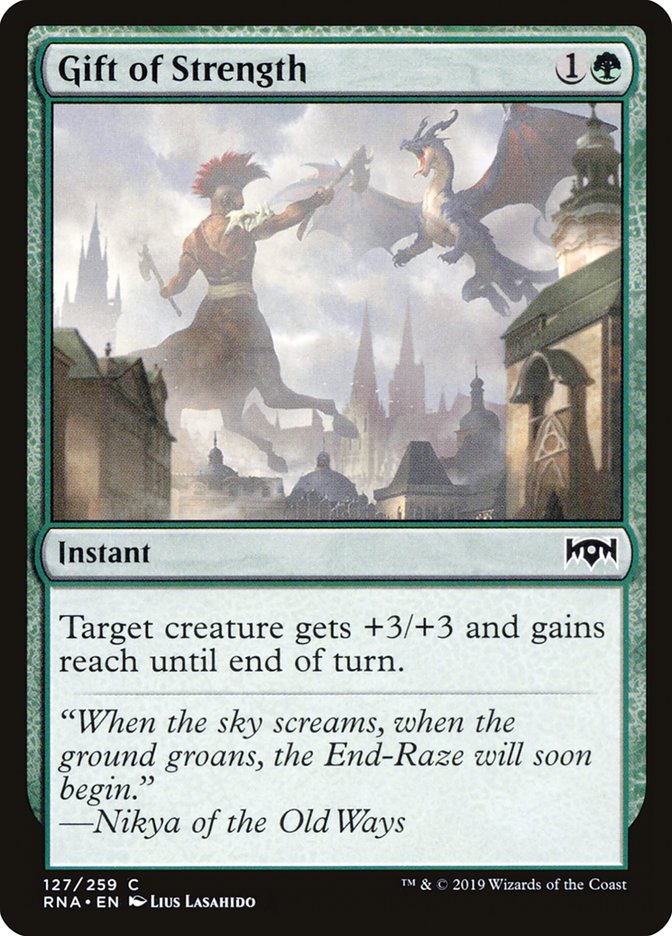 Gift of Strength 1
Instant
Target creature gets +3/+3 and gains
reach until end of turn.
“When the sky screams, when the
ground groans, the End-Raze will soon
begin.”
—Nikya of the Old Ways
127/259 C
™ & © 2019 Wizards of the Coast
RNA • EN Lius Lasahido